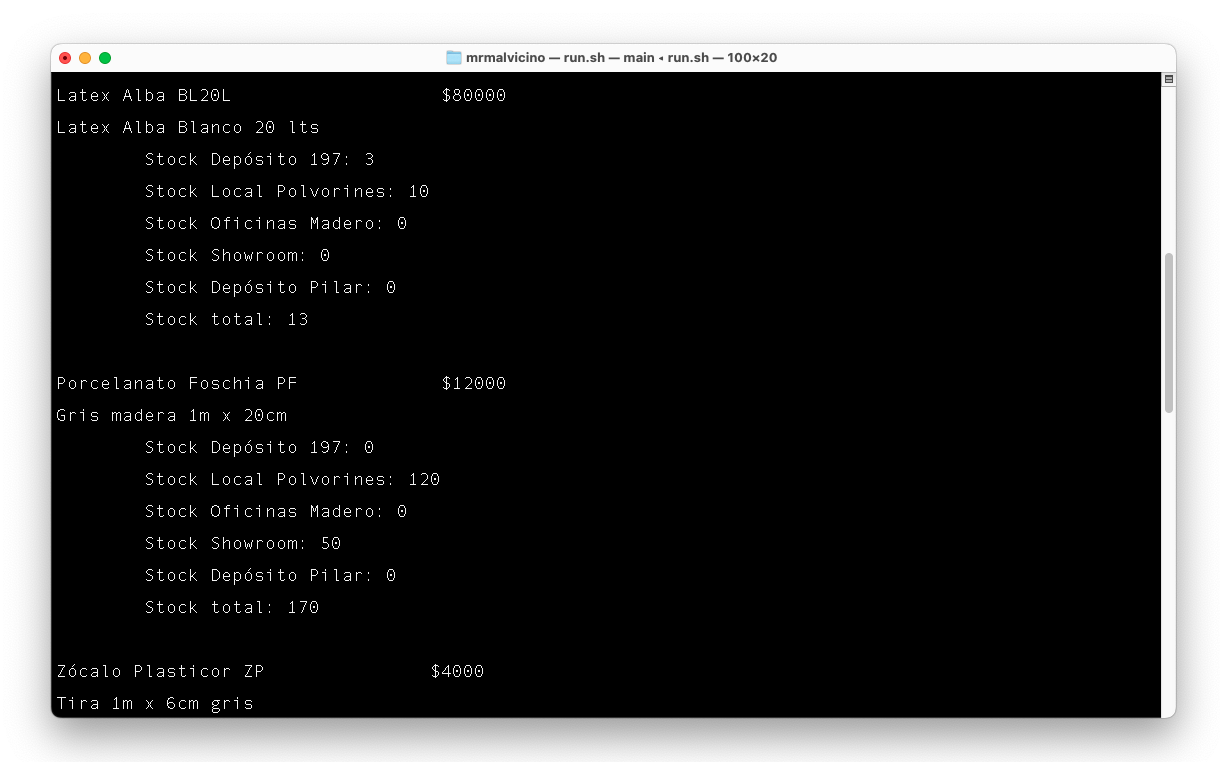 mrmalvicino — run.sh — main ◂ run.sh — 100×20
Latex Alba BL20L $80000
Latex Alba Blanco 20 lts
Stock Depósito 197: 3
Stock Local Polvorines: 10
Stock Oficinas Madero: 0
Stock Showroom: 0
Stock Depósito Pilar: 0
Stock total: 13
Porcelanato Foschia PF $12000
Gris madera 1m x 20cm
Stock Depósito 197: 0
Stock Local Polvorines: 120
Stock Oficinas Madero: 0
Stock Showroom: 50
Stock Depósito Pilar: 0
Stock total: 170
Zócalo Plasticor ZP $4000
Tira 1m x 6cm gris